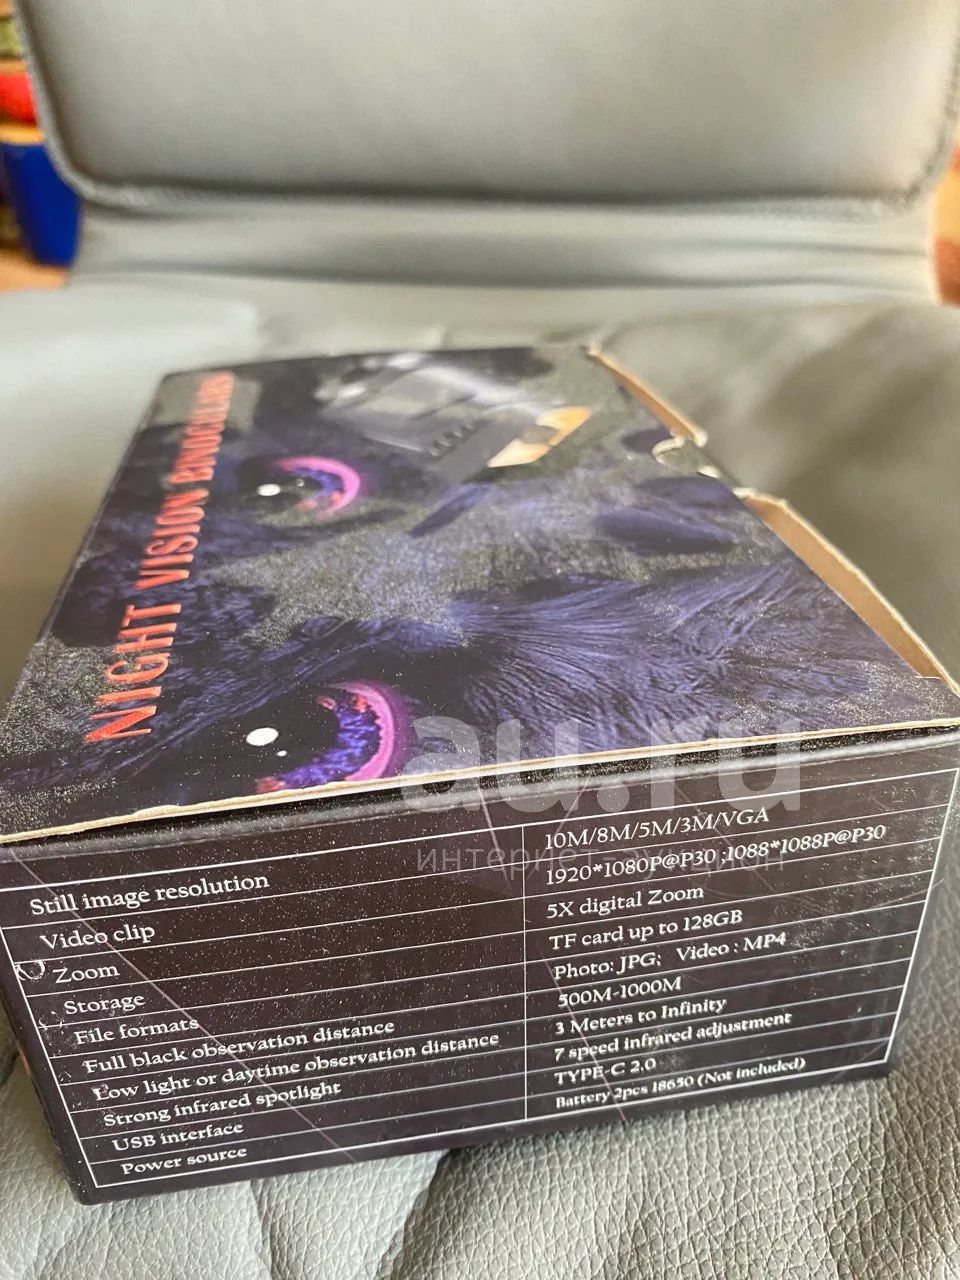 NIGHT VISION BINOCULARS
au.ru
интернет-аукцион
Still image resolution 10M/8M/5M/3M/VGA
Video clip 1920*1080P@P30 ;1088*1088P@P30
Zoom 5X digital Zoom
Storage TF card up to 128GB
File formats Photo: JPG; Video : MP4
Full black observation distance 500M-1000M
Low light or daytime observation distance 3 Meters to Infinity
Strong infrared spotlight 7 speed infrared adjustment
USB interface TYPE-C 2.0
Power source Battery 2pcs 18650 (Not included)